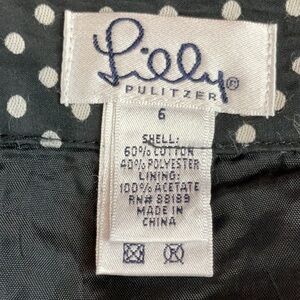 Lilly®
PULITZER
6
SHELL:
60% COTTON
40% POLYESTER
LINING:
100% ACETATE
RN# 88189
MADE IN
CHINA